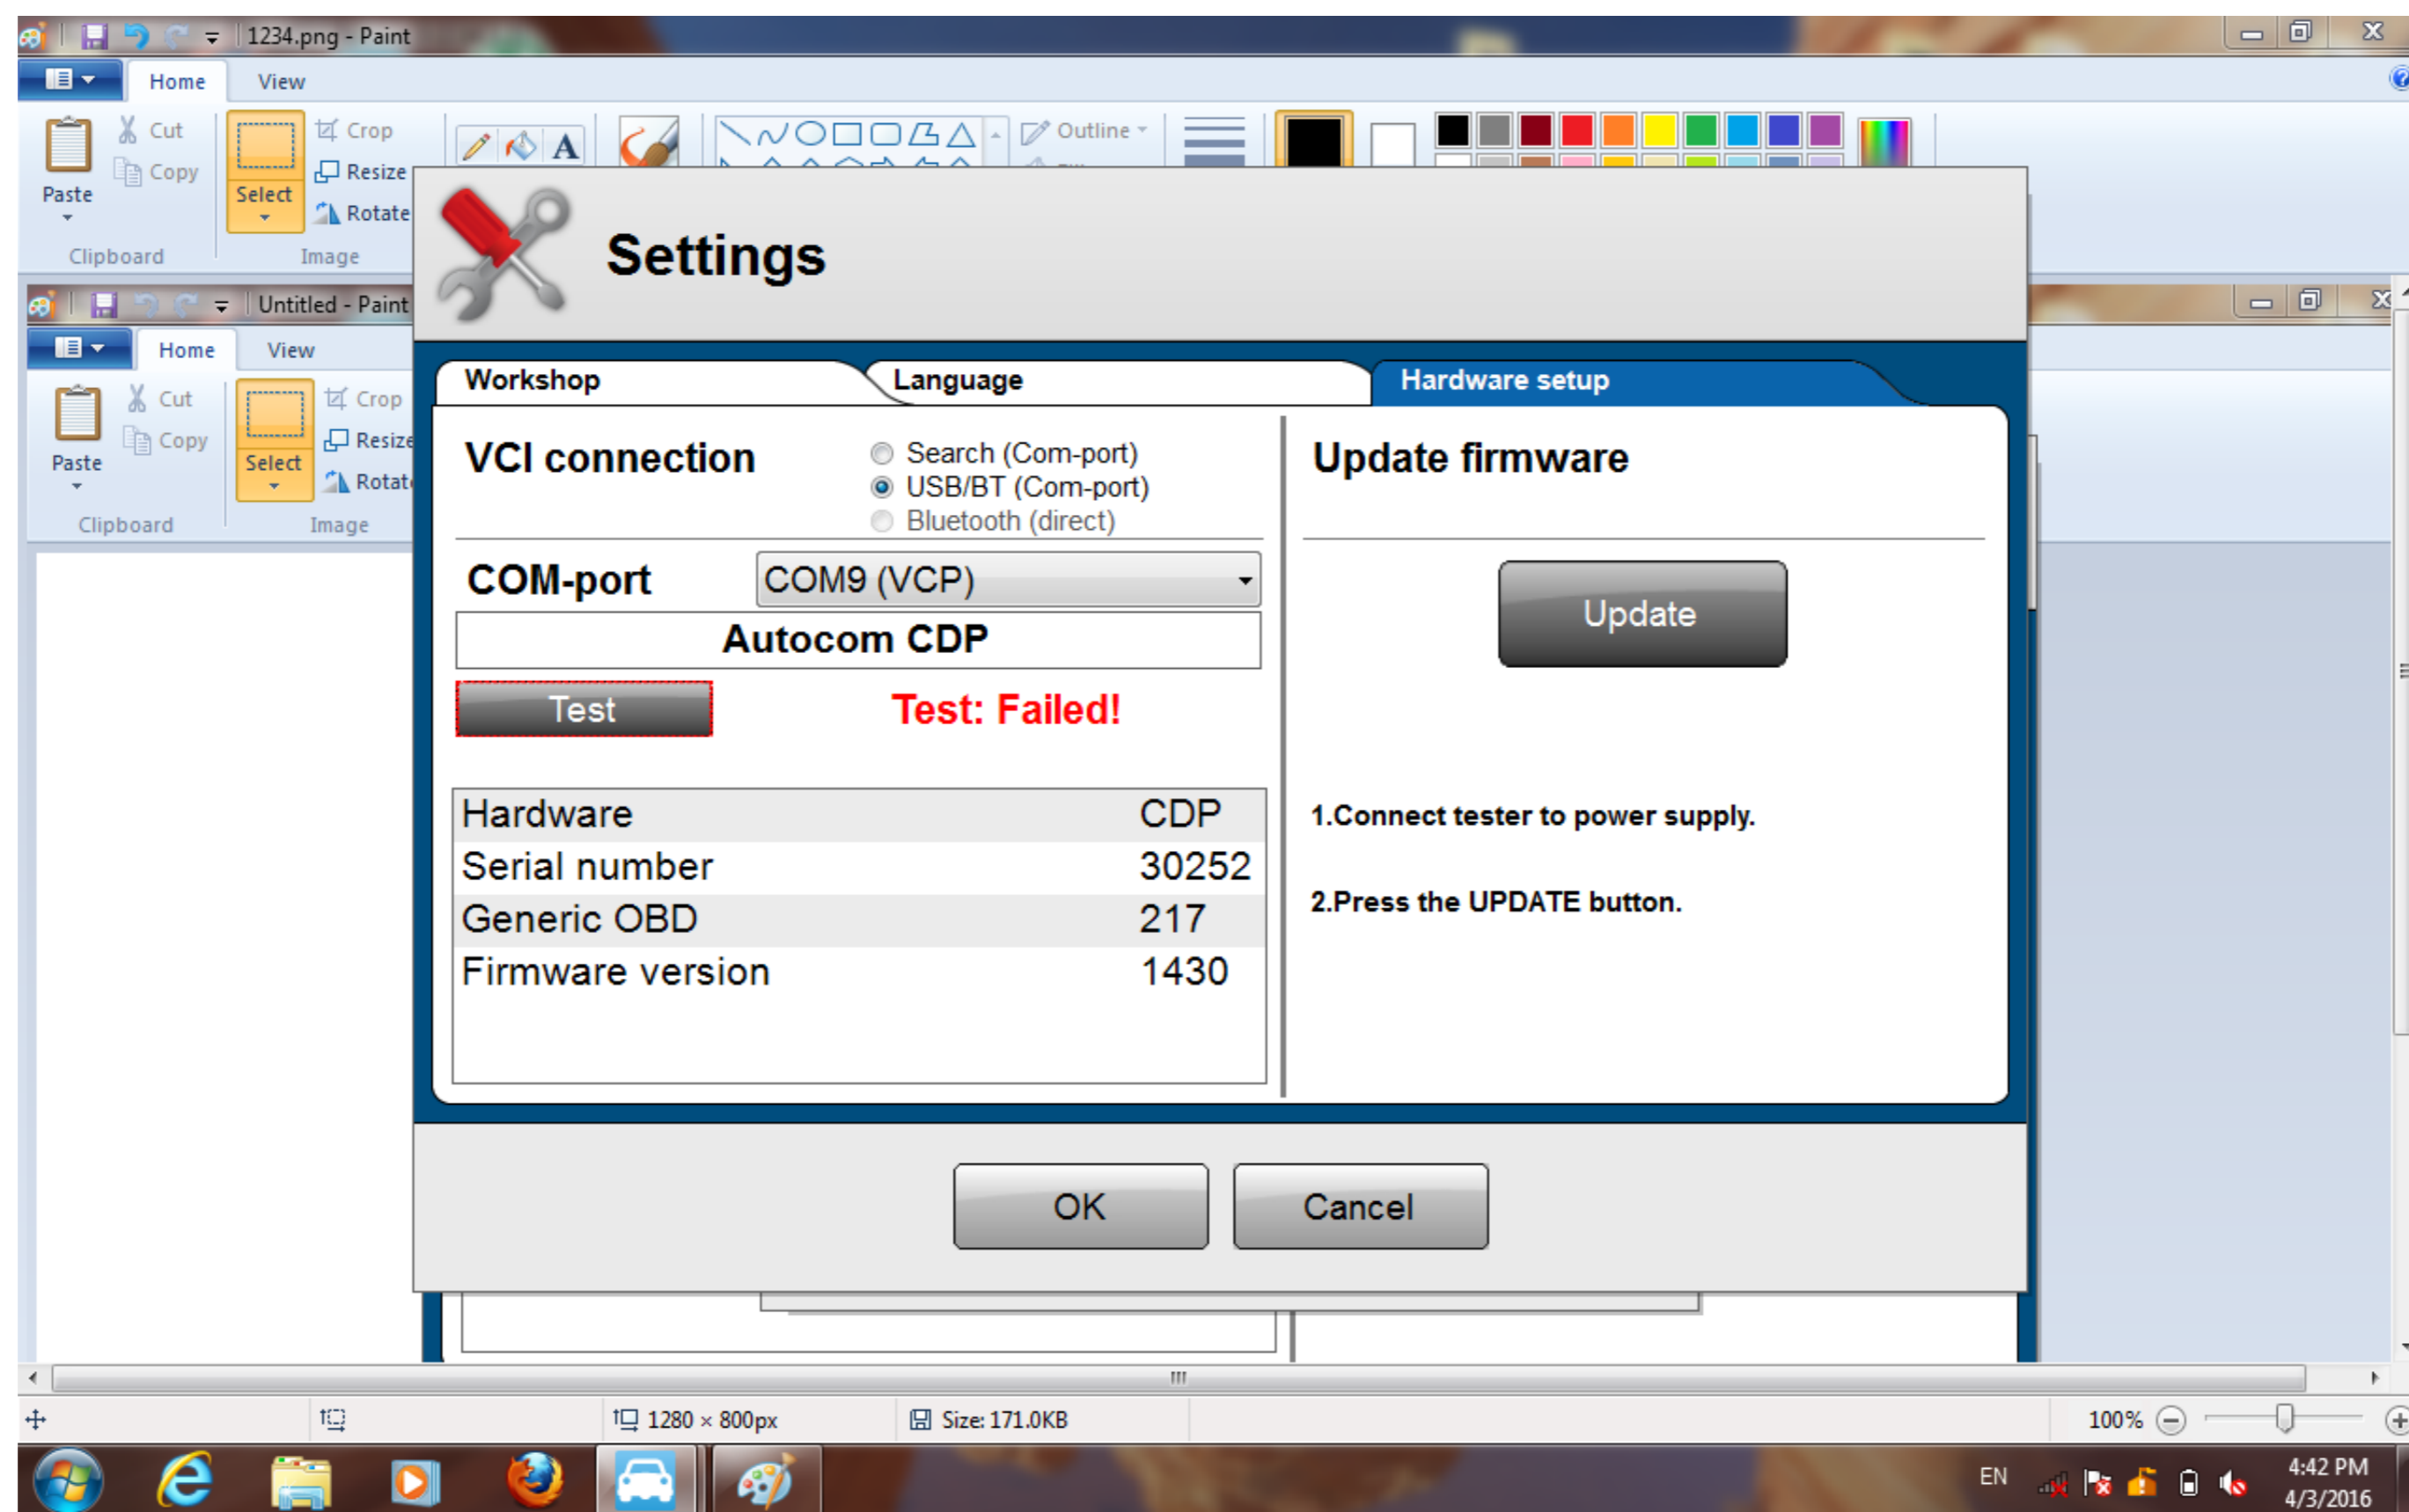 1234.png - Paint
Home View
Cut
Copy
Paste
Select
Crop
Resize
Rotate
A
Outline
Clipboard
Image
Untitled - Paint
Home View
Cut
Copy
Paste
Select
Crop
Resize
Clipboard
Image
Settings
Workshop
Language
Hardware setup
VCI connection
Search (Com-port)
USB/BT (Com-port)
Bluetooth (direct)
COM-port
COM9 (VCP)
Autocom CDP
Test
Test: Failed!
Hardware CDP
Serial number 30252
Generic OBD 217
Firmware version 1430
Update firmware
Update
1.Connect tester to power supply.
2.Press the UPDATE button.
OK
Cancel
1280 × 800px
Size: 171.0KB
100%
EN
4:42 PM
4/3/2016